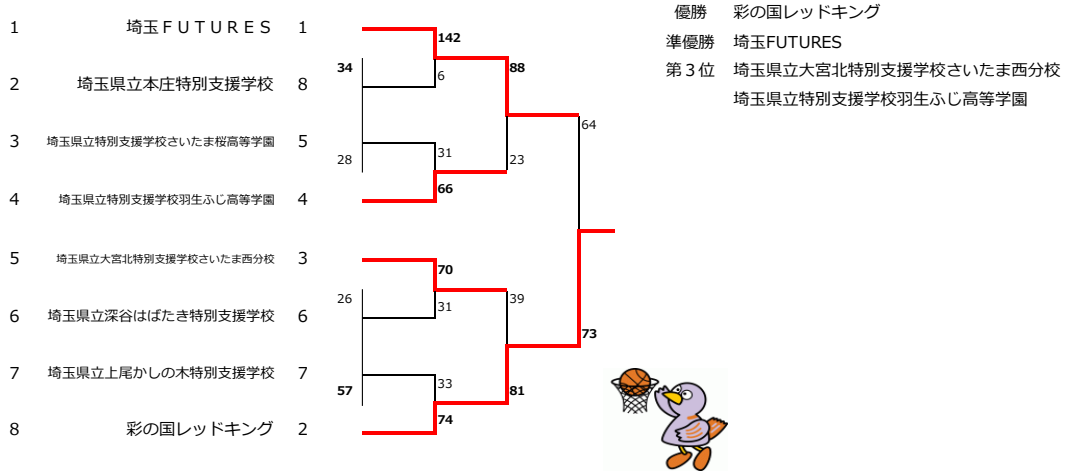 優勝 彩の国レッドキング
準優勝 埼玉FUTURES
第３位 埼玉県立大宮北特別支援学校さいたま西分校
埼玉県立特別支援学校羽生ふじ高等学園
1 埼玉ＦＵＴＵＲＥＳ 1
142
34 6 88
2 埼玉県立本庄特別支援学校 8
64
3 埼玉県立特別支援学校さいたま桜高等学園 5
28 31 23
66
4 埼玉県立特別支援学校羽生ふじ高等学園 4
5 埼玉県立大宮北特別支援学校さいたま西分校 3
70
26 31 39
6 埼玉県立深谷はばたき特別支援学校 6
73
7 埼玉県立上尾かしの木特別支援学校 7
57 33 81
74
8 彩の国レッドキング 2